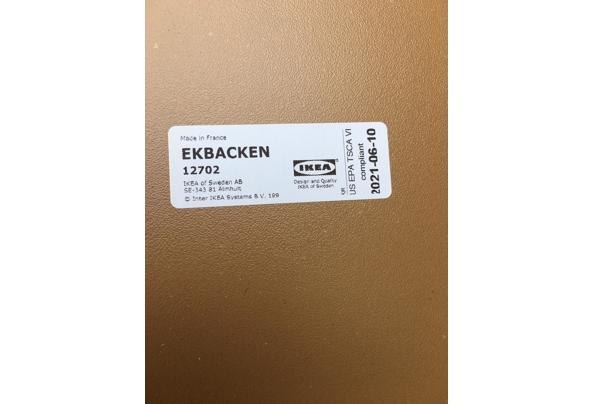 Made in France
EKBACKEN
12702
IKEA of Sweden AB
SE-343 81 Älmhult
© Inter IKEA Systems B.V. 199
IKEA
®
Design and Quality
IKEA of Sweden
US EPA TSCA VI
compliant
2021-06-10